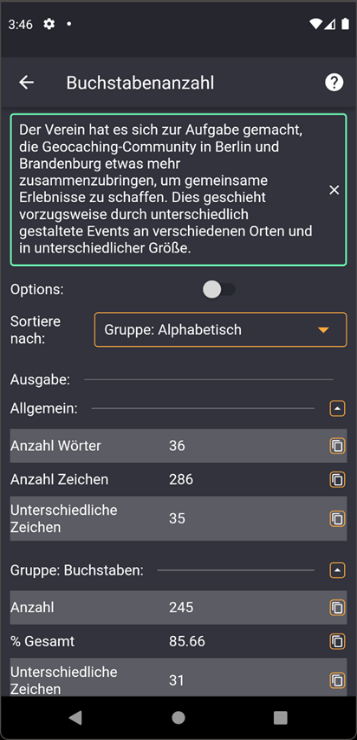 3:46
Buchstabenanzahl
Der Verein hat es sich zur Aufgabe gemacht,
die Geocaching-Community in Berlin und
Brandenburg etwas mehr
zusammenzubringen, um gemeinsame
Erlebnisse zu schaffen. Dies geschieht
vorzugsweise durch unterschiedlich
gestaltete Events an verschiedenen Orten und
in unterschiedlicher Größe.
Options:
Sortiere
nach:
Gruppe: Alphabetisch
Ausgabe:
Allgemein:
Anzahl Wörter 36
Anzahl Zeichen 286
Unterschiedliche
Zeichen 35
Gruppe: Buchstaben:
Anzahl 245
% Gesamt 85.66
Unterschiedliche
Zeichen 31